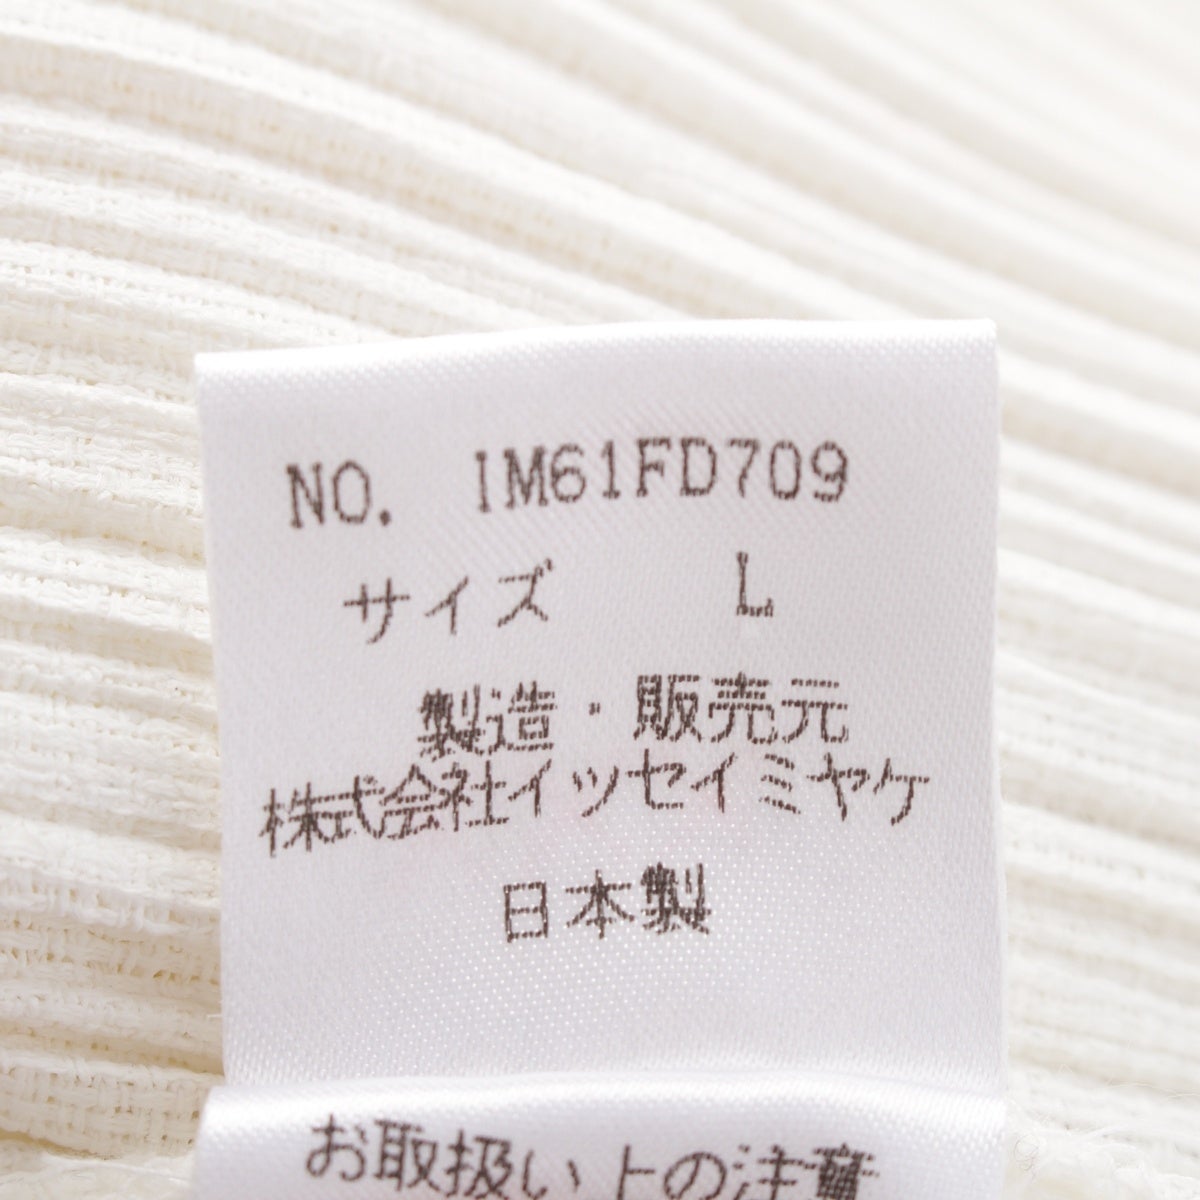 NO. IM61FD709
サイズ L
製造・販売元
株式会社イッセイミヤケ
日本製
お取扱い上の注意